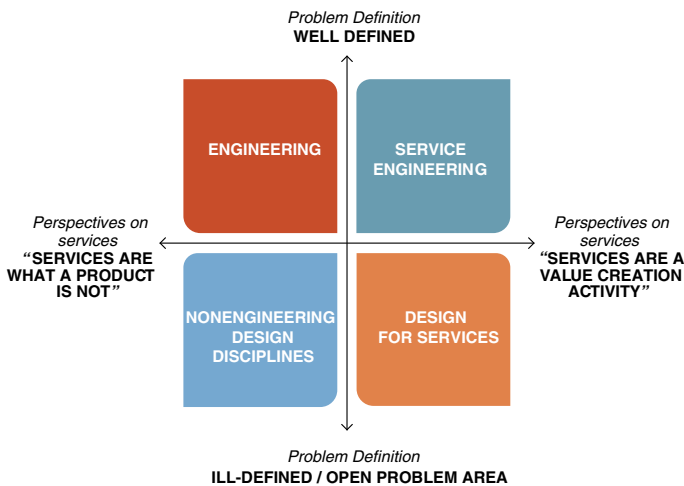 Problem Definition
WELL DEFINED
ENGINEERING
SERVICE
ENGINEERING
Perspectives on
services
“SERVICES ARE
WHAT A PRODUCT
IS NOT”
Perspectives on
services
“SERVICES ARE A
VALUE CREATION
ACTIVITY”
NONENGINEERING
DESIGN
DISCIPLINES
DESIGN
FOR SERVICES
Problem Definition
ILL-DEFINED / OPEN PROBLEM AREA